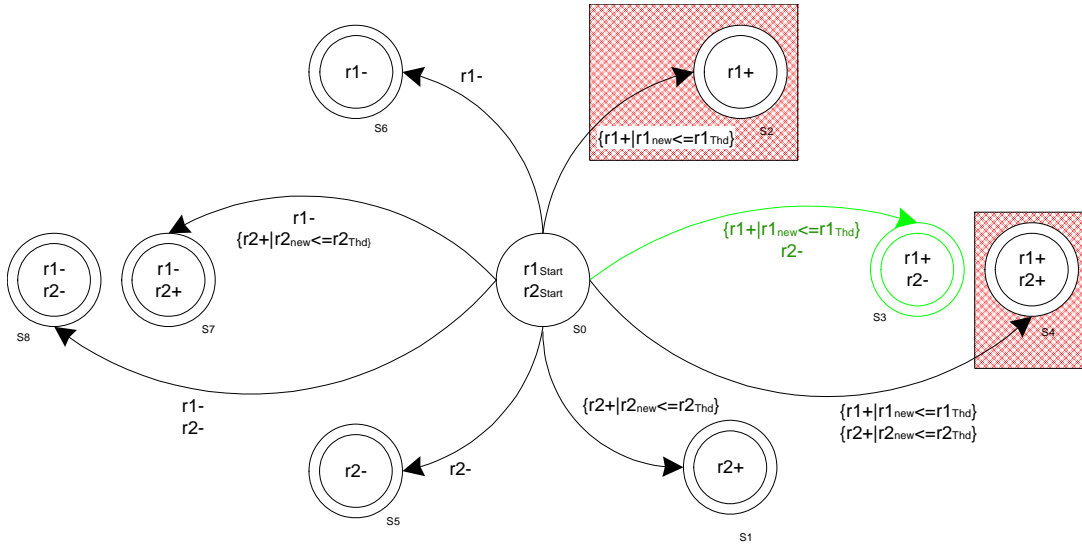 r1-
S6
r1-
r1+
S2
{r1+|r1new<=r1Thd}
r1-
{r2+|r2new<=r2Thd}
{r1+|r1new<=r1Thd}
r2-
r1-
r2-
S8
r1-
r2+
S7
r1Start
r2Start
S0
r1+
r2-
S3
r1+
r2+
S4
r1-
r2-
{r2+|r2new<=r2Thd}
{r1+|r1new<=r1Thd}
{r2+|r2new<=r2Thd}
r2-
S5
r2-
r2+
S1